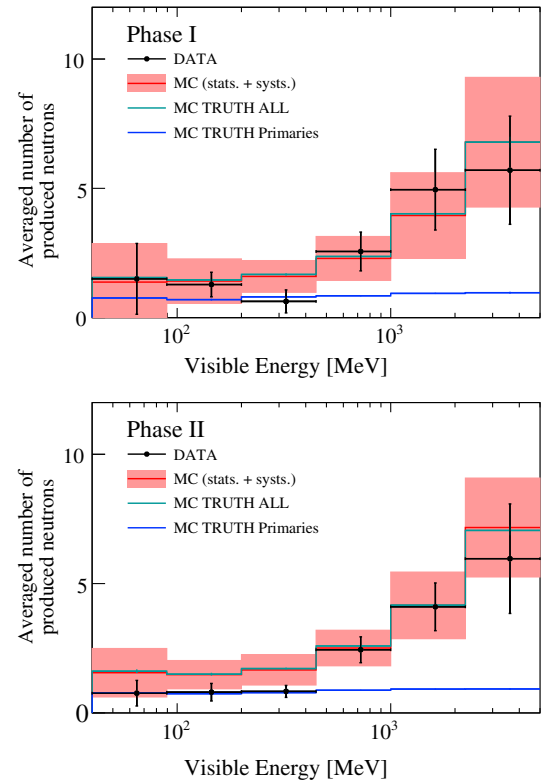 Phase I
DATA
MC (stats. + systs.)
MC TRUTH ALL
MC TRUTH Primaries
10
5
0
10²
10³
Averaged number of
produced neutrons
Visible Energy [MeV]
Phase II
DATA
MC (stats. + systs.)
MC TRUTH ALL
MC TRUTH Primaries
10
5
0
10²
10³
Averaged number of
produced neutrons
Visible Energy [MeV]